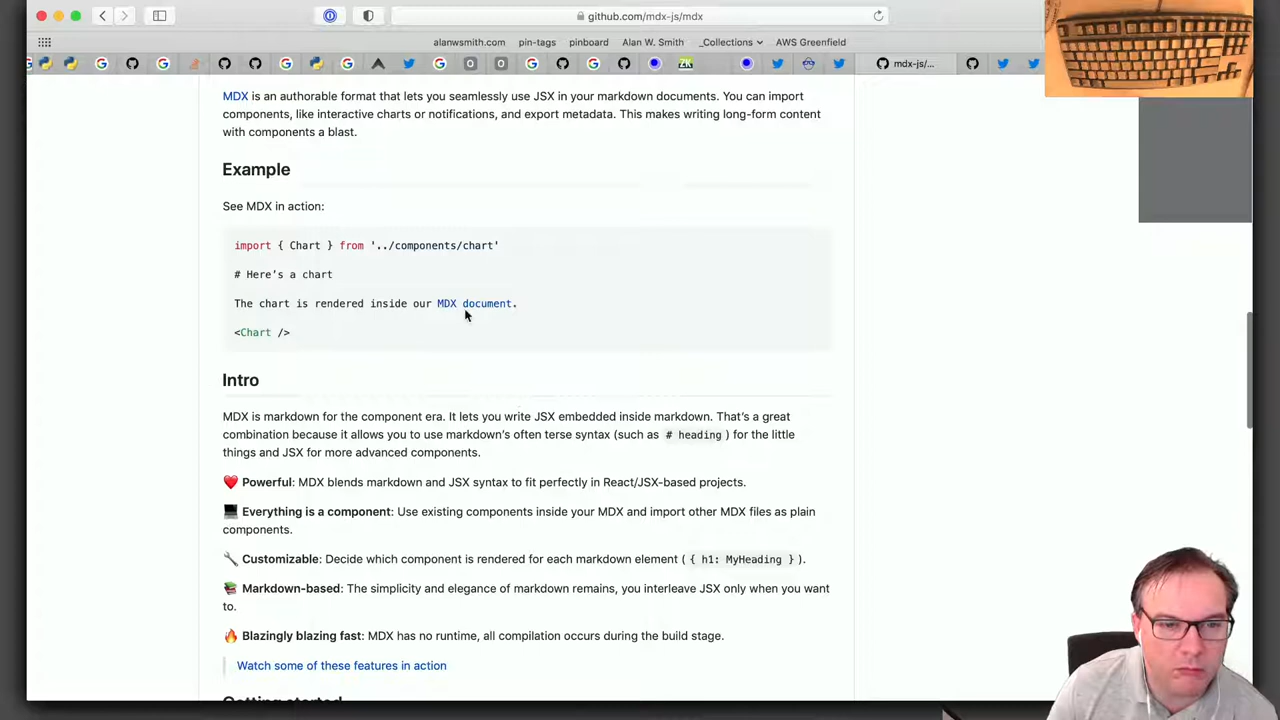 github.com/mdx-js/mdx
alanwsmith.com pin-tags pinboard Alan W. Smith _Collections AWS Greenfield
mdx-js/...
MDX is an authorable format that lets you seamlessly use JSX in your markdown documents. You can import
components, like interactive charts or notifications, and export metadata. This makes writing long-form content
with components a blast.
Example
See MDX in action:
import { Chart } from '../components/chart'
# Here’s a chart
The chart is rendered inside our MDX document.
<Chart />
Intro
MDX is markdown for the component era. It lets you write JSX embedded inside markdown. That’s a great
combination because it allows you to use markdown’s often terse syntax (such as # heading ) for the little
things and JSX for more advanced components.
❤️ Powerful: MDX blends markdown and JSX syntax to fit perfectly in React/JSX-based projects.
💻 Everything is a component: Use existing components inside your MDX and import other MDX files as plain
components.
🔧 Customizable: Decide which component is rendered for each markdown element ( { h1: MyHeading } ).
📚 Markdown-based: The simplicity and elegance of markdown remains, you interleave JSX only when you want
to.
🔥 Blazingly blazing fast: MDX has no runtime, all compilation occurs during the build stage.
Watch some of these features in action
Getting started